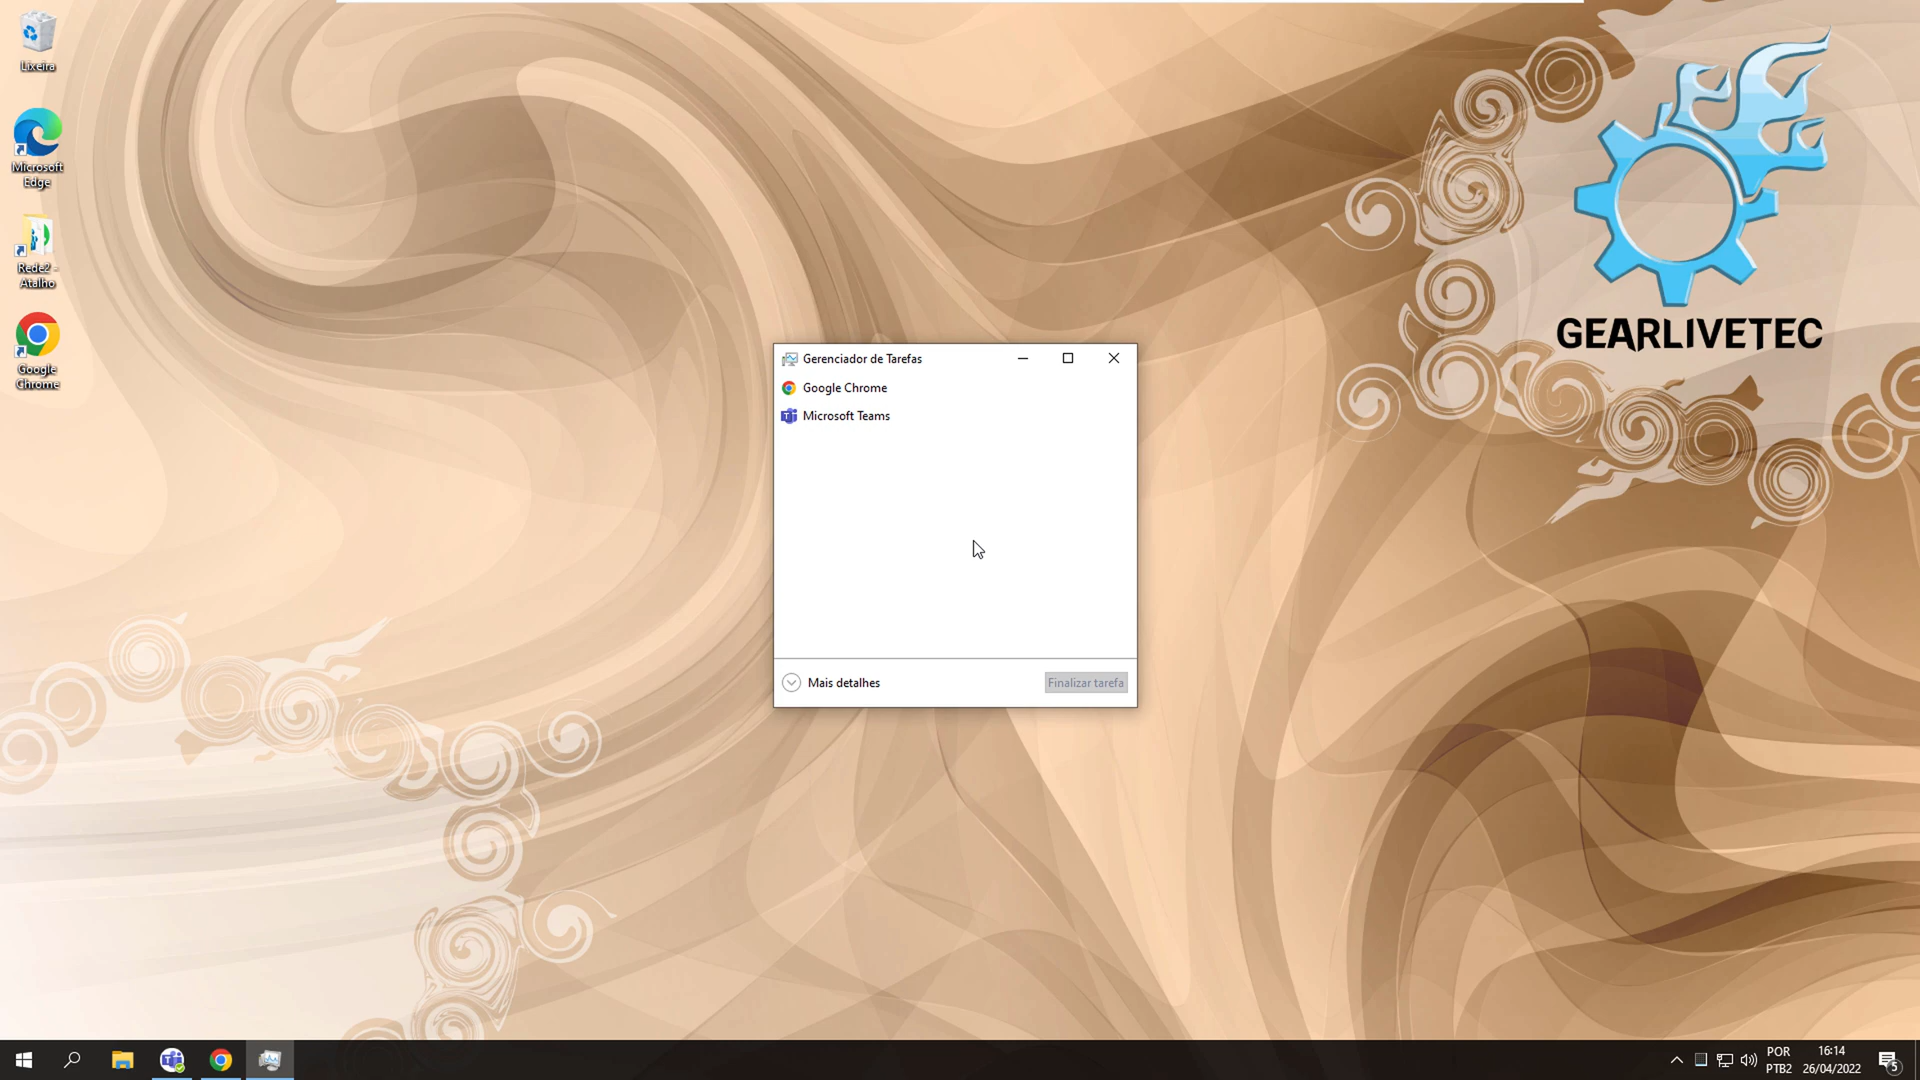 Lixeira
Microsoft
Edge
Rede2 -
Atalho
Google
Chrome
GEARLIVETEC
Gerenciador de Tarefas
Google Chrome
Microsoft Teams
Mais detalhes
Finalizar tarefa
POR
PTB2
16:14
26/04/2022
5